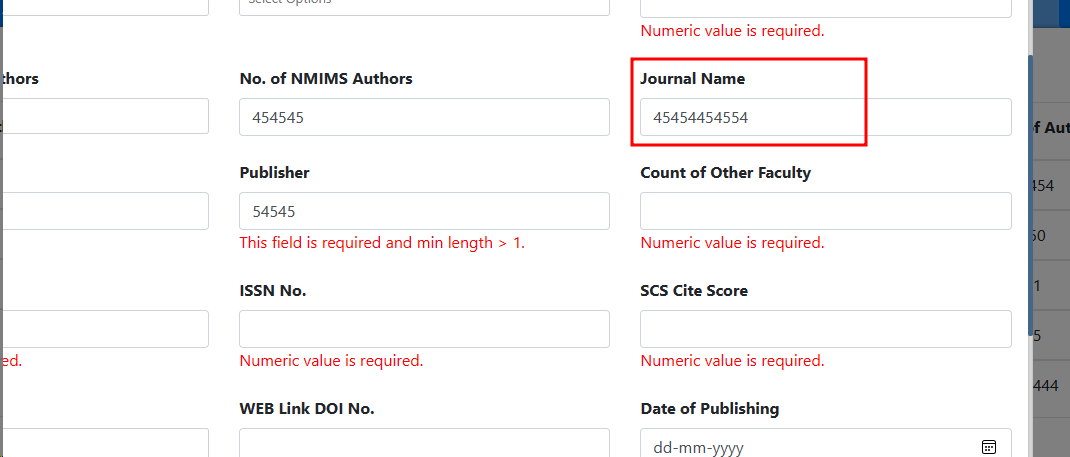 Select Options
Numeric value is required.
thors
No. of NMIMS Authors
Journal Name
454545
45454454554
f Aut
Publisher
Count of Other Faculty
454
54545
50
This field is required and min length > 1.
Numeric value is required.
ISSN No.
SCS Cite Score
1
5
ed.
Numeric value is required.
Numeric value is required.
444
WEB Link DOI No.
Date of Publishing
dd-mm-yyyy